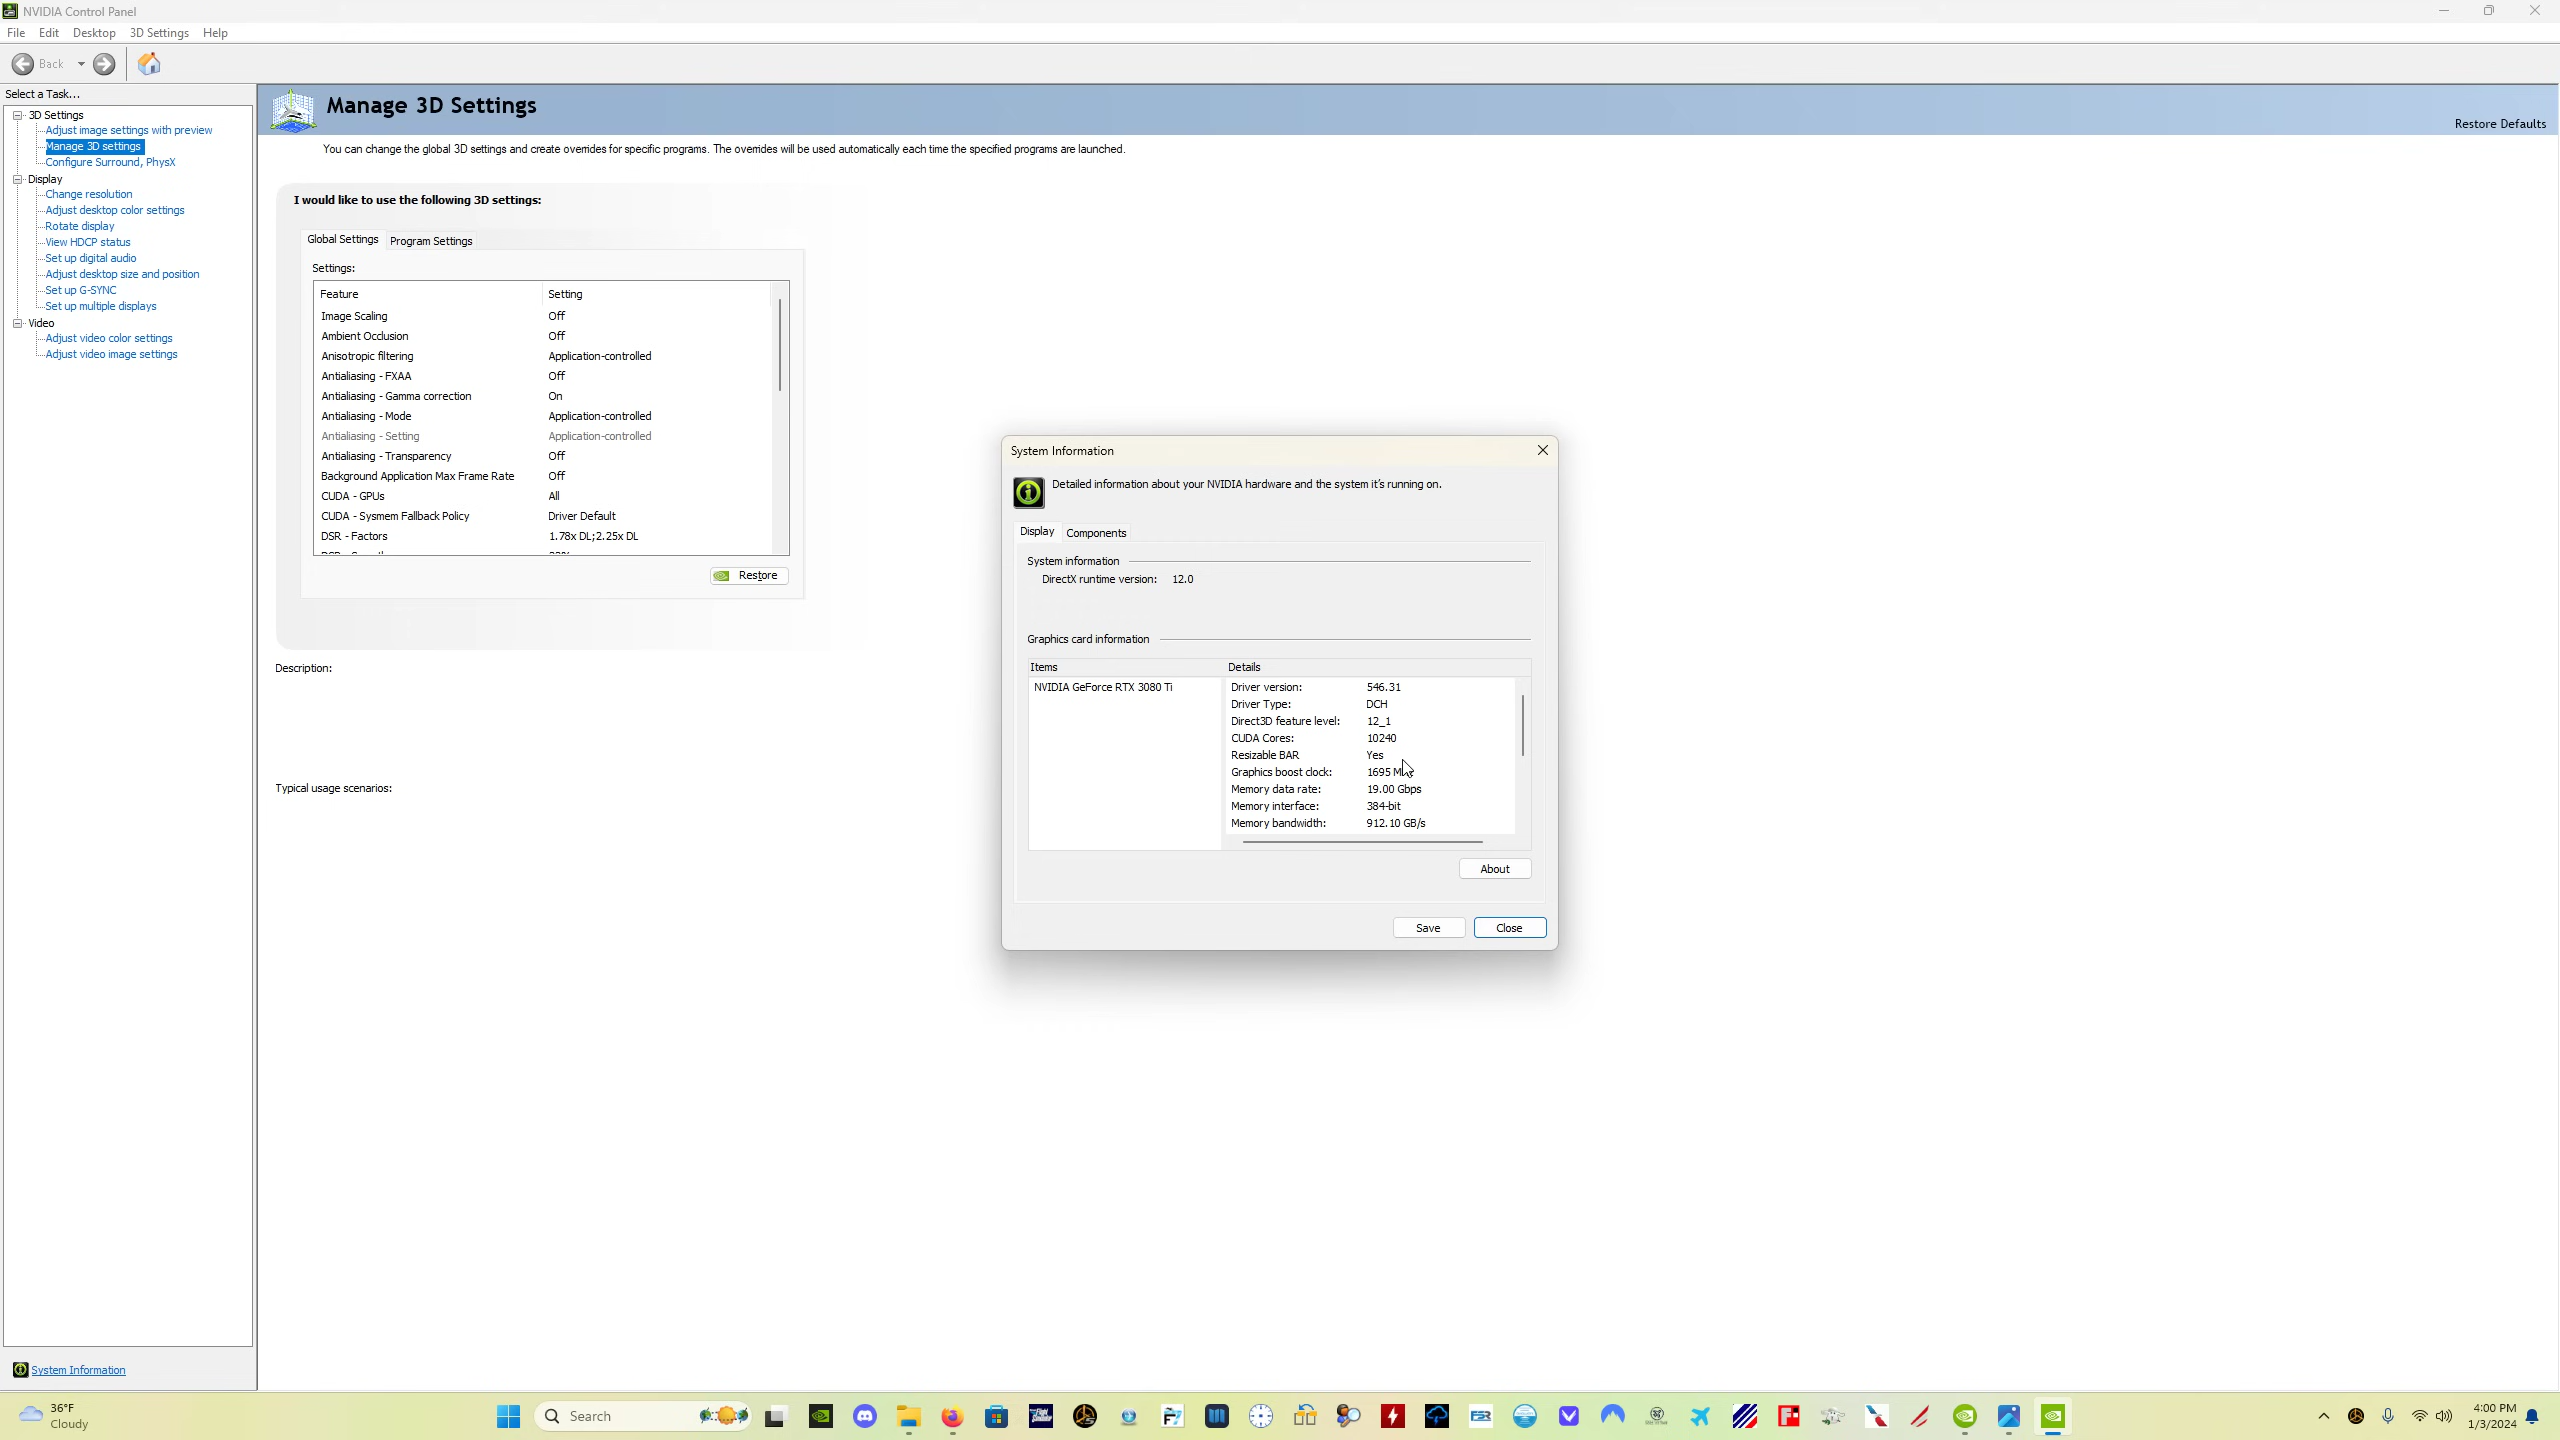 NVIDIA Control Panel
File Edit Desktop 3D Settings Help
Back
Select a Task...
3D Settings
Adjust image settings with preview
Manage 3D settings
Configure Surround, PhysX
Display
Change resolution
Adjust desktop color settings
Rotate display
View HDCP status
Set up digital audio
Adjust desktop size and position
Set up G-SYNC
Set up multiple displays
Video
Adjust video color settings
Adjust video image settings
System Information
Manage 3D Settings
Restore Defaults
You can change the global 3D settings and create overrides for specific programs. The overrides will be used automatically each time the specified programs are launched.
I would like to use the following 3D settings:
Global Settings Program Settings
Settings:
Feature Setting
Image Scaling Off
Ambient Occlusion Off
Anisotropic filtering Application-controlled
Antialiasing - FXAA Off
Antialiasing - Gamma correction On
Antialiasing - Mode Application-controlled
Antialiasing - Setting Application-controlled
Antialiasing - Transparency Off
Background Application Max Frame Rate Off
CUDA - GPUs All
CUDA - Sysmem Fallback Policy Driver Default
DSR - Factors 1.78x DL;2.25x DL
Restore
Description:
Typical usage scenarios:
System Information
Detailed information about your NVIDIA hardware and the system it's running on.
Display Components
System information
DirectX runtime version: 12.0
Graphics card information
Items Details
NVIDIA GeForce RTX 3080 Ti
Driver version: 546.31
Driver Type: DCH
Direct3D feature level: 12_1
CUDA Cores: 10240
Resizable BAR Yes
Graphics boost clock: 1695
Memory data rate: 19.00 Gbps
Memory interface: 384-bit
Memory bandwidth: 912.10 GB/s
About
Save Close
36°F
Cloudy
Search
FSR
4:00 PM
1/3/2024